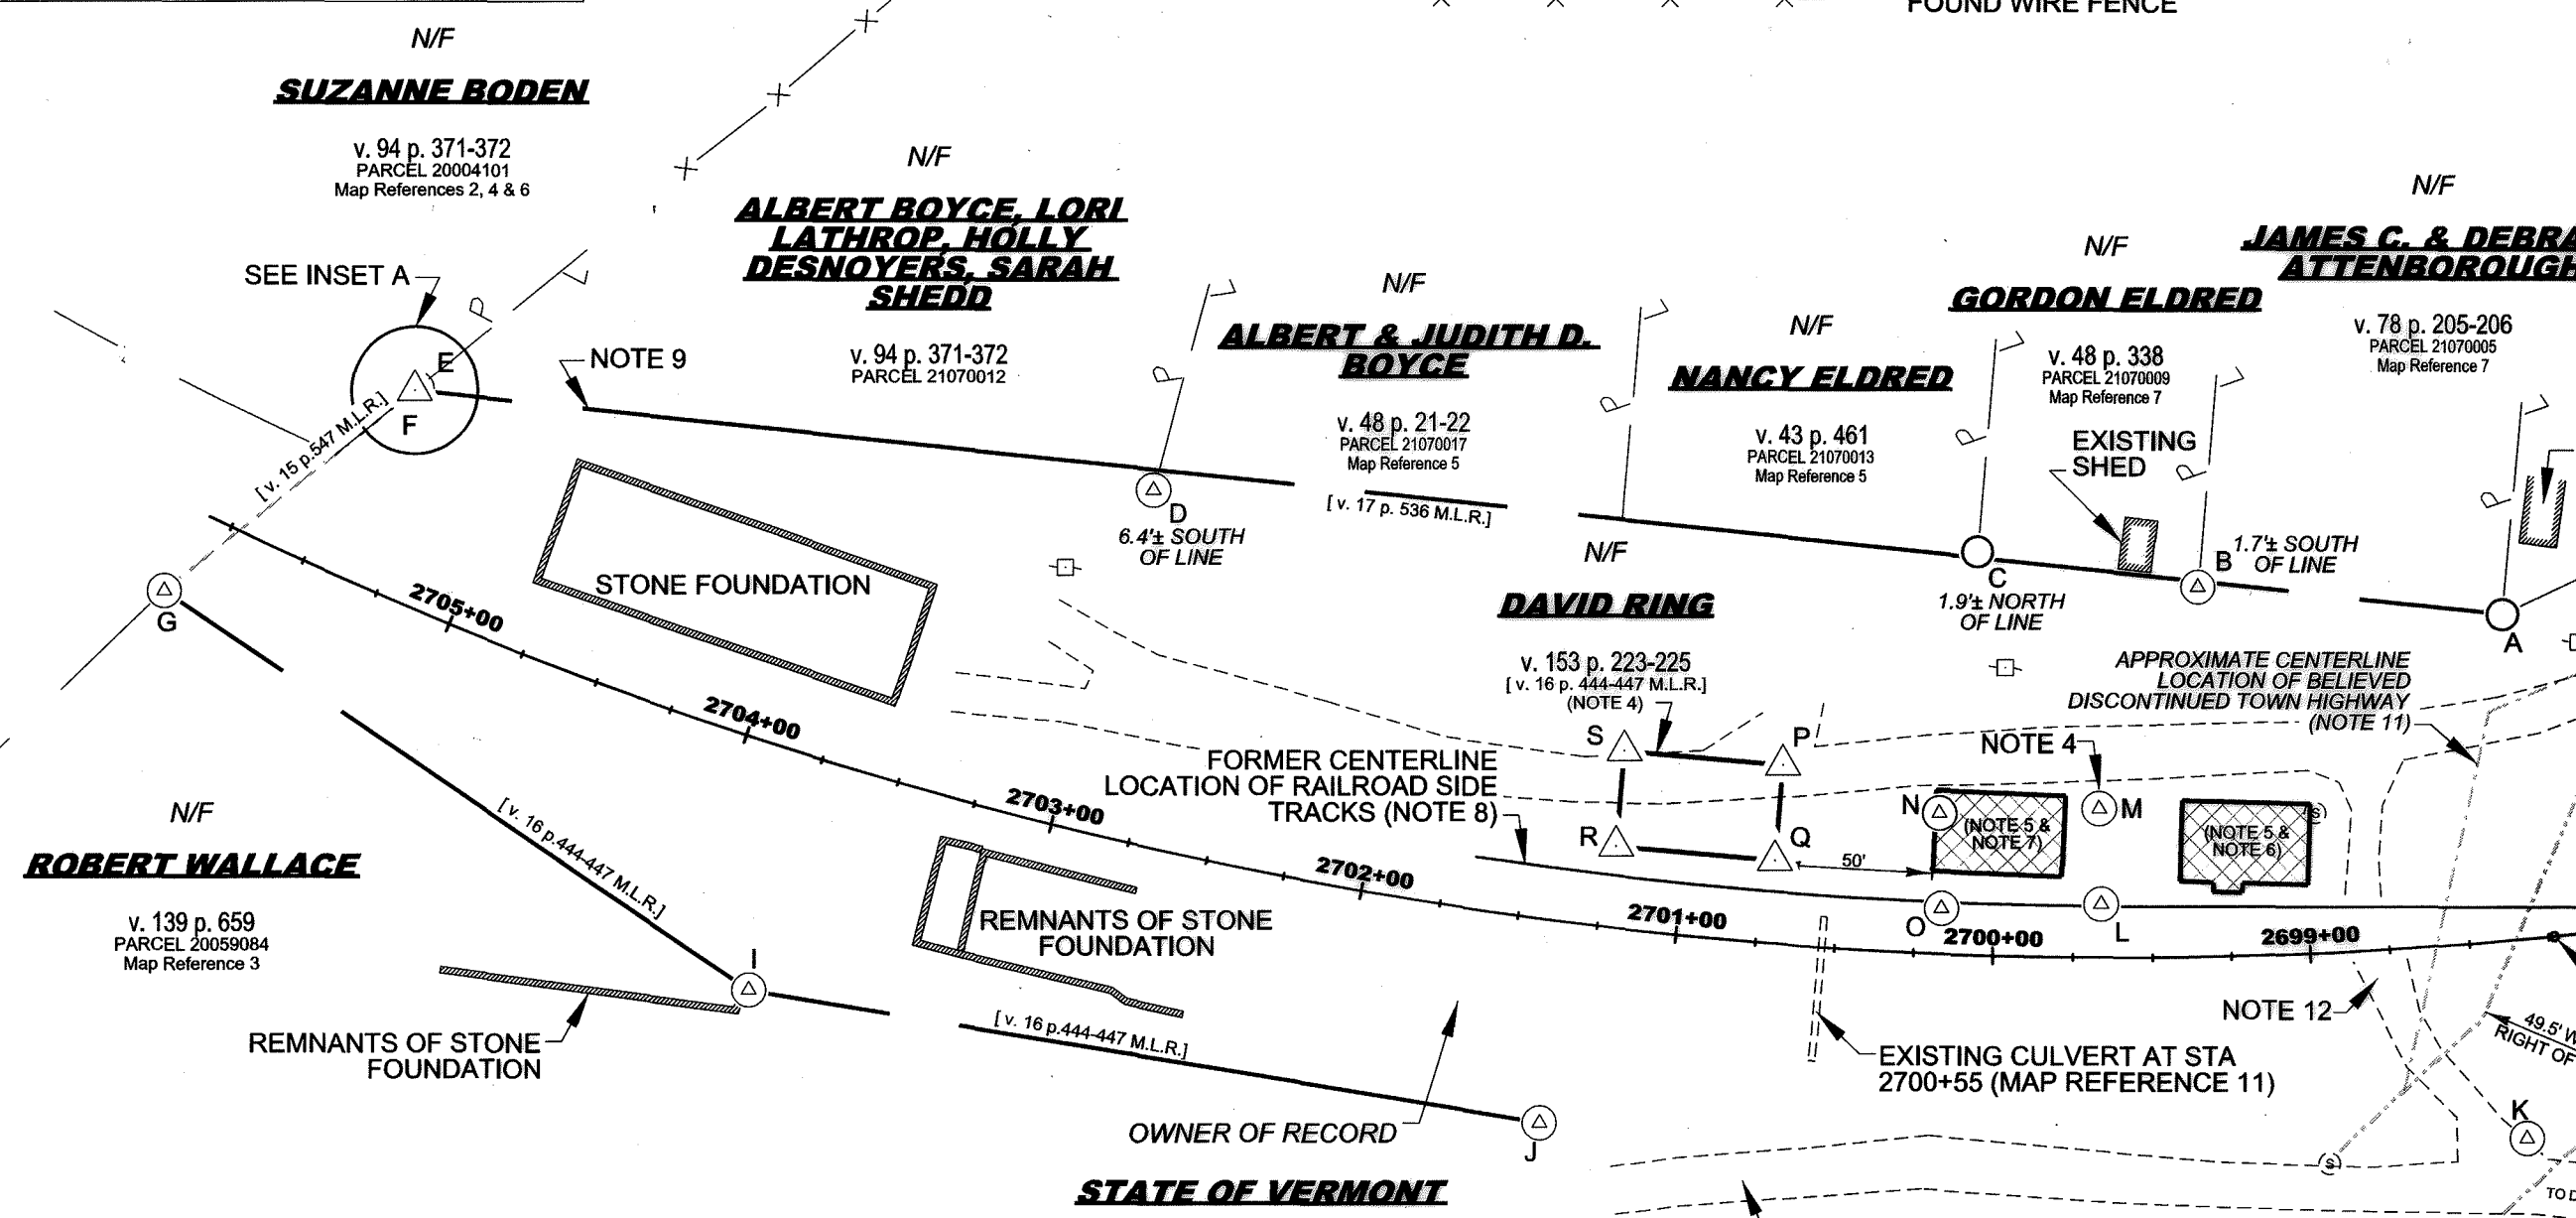 FOUND WIRE FENCE
N/F
SUZANNE BODEN
v. 94 p. 371-372
PARCEL 20004101
Map References 2, 4 & 6
SEE INSET A
P
L
E
F
[ v. 15 p.547 M.L.R.]
G
NOTE 9
N/F
ALBERT BOYCE, LORI
LATHROP, HOLLY
DESNOYERS, SARAH
SHEDD
v. 94 p. 371-372
PARCEL 21070012
P
L
D
6.4'± SOUTH
OF LINE
N/F
ALBERT & JUDITH D.
BOYCE
v. 48 p. 21-22
PARCEL 21070017
Map Reference 5
[ v. 17 p. 536 M.L.R.]
P
L
N/F
NANCY ELDRED
v. 43 p. 461
PARCEL 21070013
Map Reference 5
P
L
C
1.9'± NORTH
OF LINE
N/F
GORDON ELDRED
v. 48 p. 338
PARCEL 21070009
Map Reference 7
EXISTING
SHED
P
L
B
1.7'± SOUTH
OF LINE
N/F
JAMES C. & DEBRA
ATTENBOROUGH
v. 78 p. 205-206
PARCEL 21070005
Map Reference 7
P
L
A
STONE FOUNDATION
2705+00
2704+00
2703+00
2702+00
2701+00
2700+00
2699+00
N/F
DAVID RING
v. 153 p. 223-225
[ v. 16 p. 444-447 M.L.R.]
(NOTE 4)
S
P
R
Q
50'
FORMER CENTERLINE
LOCATION OF RAILROAD SIDE
TRACKS (NOTE 8)
APPROXIMATE CENTERLINE
LOCATION OF BELIEVED
DISCONTINUED TOWN HIGHWAY
(NOTE 11)
NOTE 4
N
M
O
L
(NOTE 5 &
NOTE 7)
(NOTE 5 &
NOTE 6)
S
N/F
ROBERT WALLACE
v. 139 p. 659
PARCEL 20059084
Map Reference 3
[ v. 16 p.444-447 M.L.R.]
I
REMNANTS OF STONE
FOUNDATION
REMNANTS OF STONE
FOUNDATION
[ v. 16 p.444-447 M.L.R.]
J
OWNER OF RECORD
STATE OF VERMONT
EXISTING CULVERT AT STA
2700+55 (MAP REFERENCE 11)
NOTE 12
49.5' W
RIGHT OF
K
S
TO D